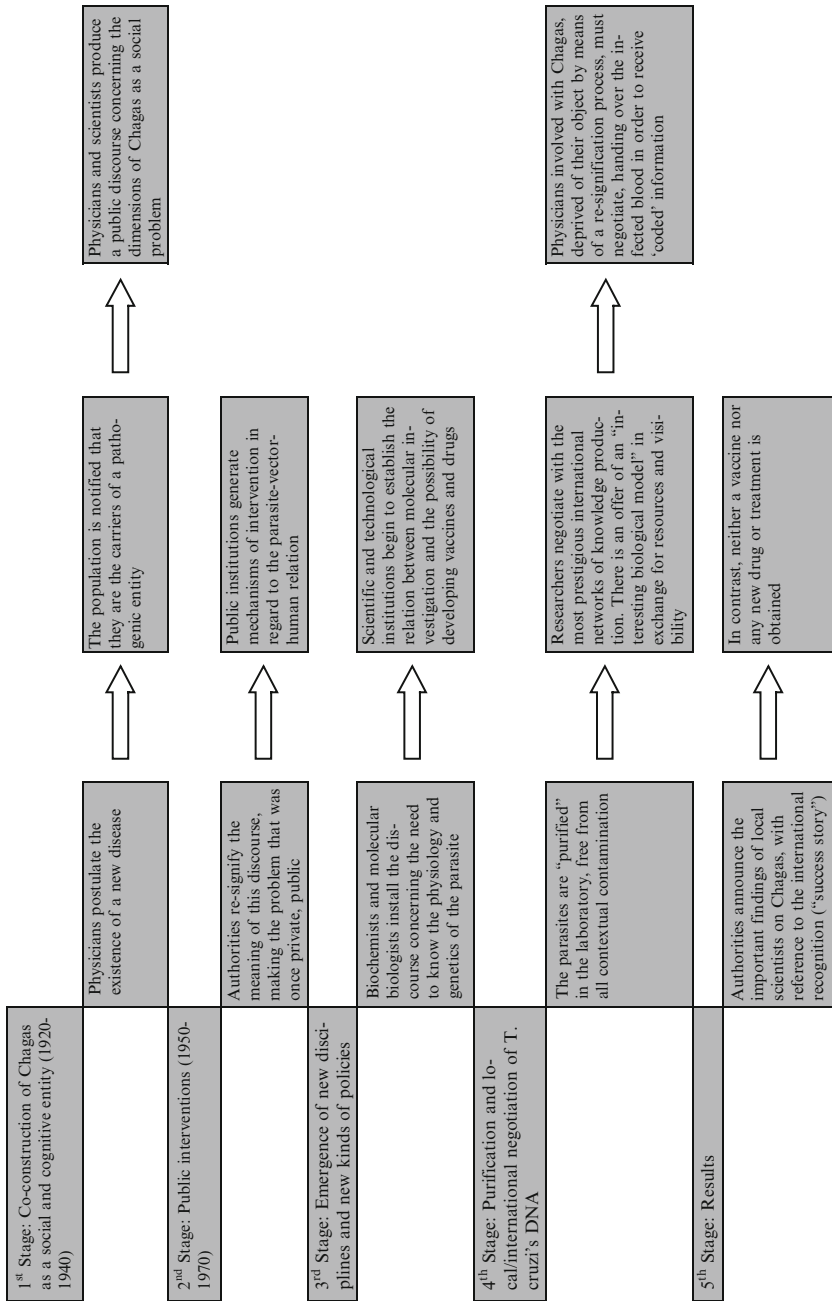 1st Stage: Co-construction of Chagas
as a social and cognitive entity (1920-
1940)
Physicians postulate the
existence of a new disease
The population is notified that
they are the carriers of a patho-
genic entity
Physicians and scientists produce
a public discourse concerning the
dimensions of Chagas as a social
problem
2nd Stage: Public interventions (1950-
1970)
Authorities re-signify the
meaning of this discourse,
making the problem that was
once private, public
Public institutions generate
mechanisms of intervention in
regard to the parasite-vector-
human relation
3rd Stage: Emergence of new disci-
plines and new kinds of policies
Biochemists and molecular
biologists install the dis-
course concerning the need
to know the physiology and
genetics of the parasite
Scientific and technological
institutions begin to establish the
relation between molecular in-
vestigation and the possibility of
developing vaccines and drugs
4th Stage: Purification and lo-
cal/international negotiation of T.
cruzi's DNA
The parasites are "purified"
in the laboratory, free from
all contextual contamination
Researchers negotiate with the
most prestigious international
networks of knowledge produc-
tion. There is an offer of an "in-
teresting biological model" in
exchange for resources and visi-
bility
Physicians involved with Chagas,
deprived of their object by means
of a re-signification process, must
negotiate, handing over the in-
fected blood in order to receive
'coded' information
5th Stage: Results
Authorities announce the
important findings of local
scientists on Chagas, with
reference to the international
recognition ("success story")
In contrast, neither a vaccine nor
any new drug or treatment is
obtained